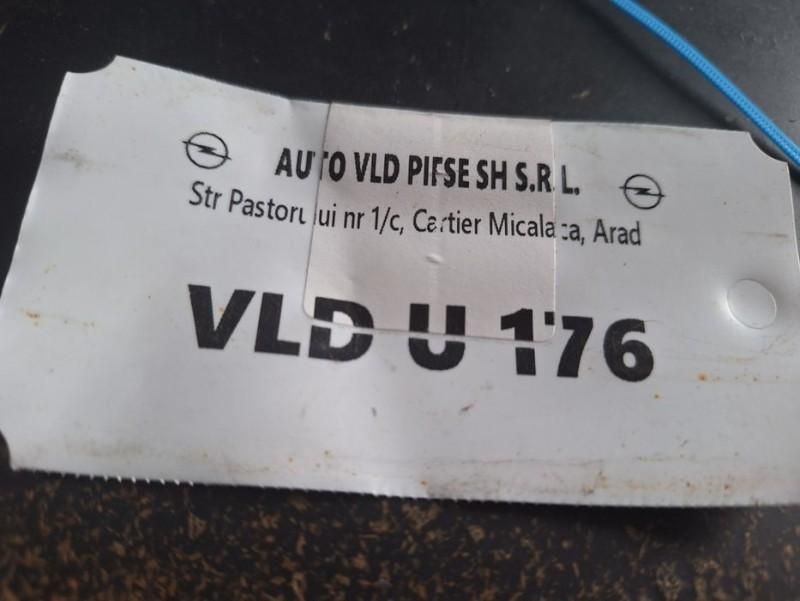 AUTO VLD PIESE SH S.R.L.
Str Pastorului nr 1/c, Cartier Micalaca, Arad
VLD U 176